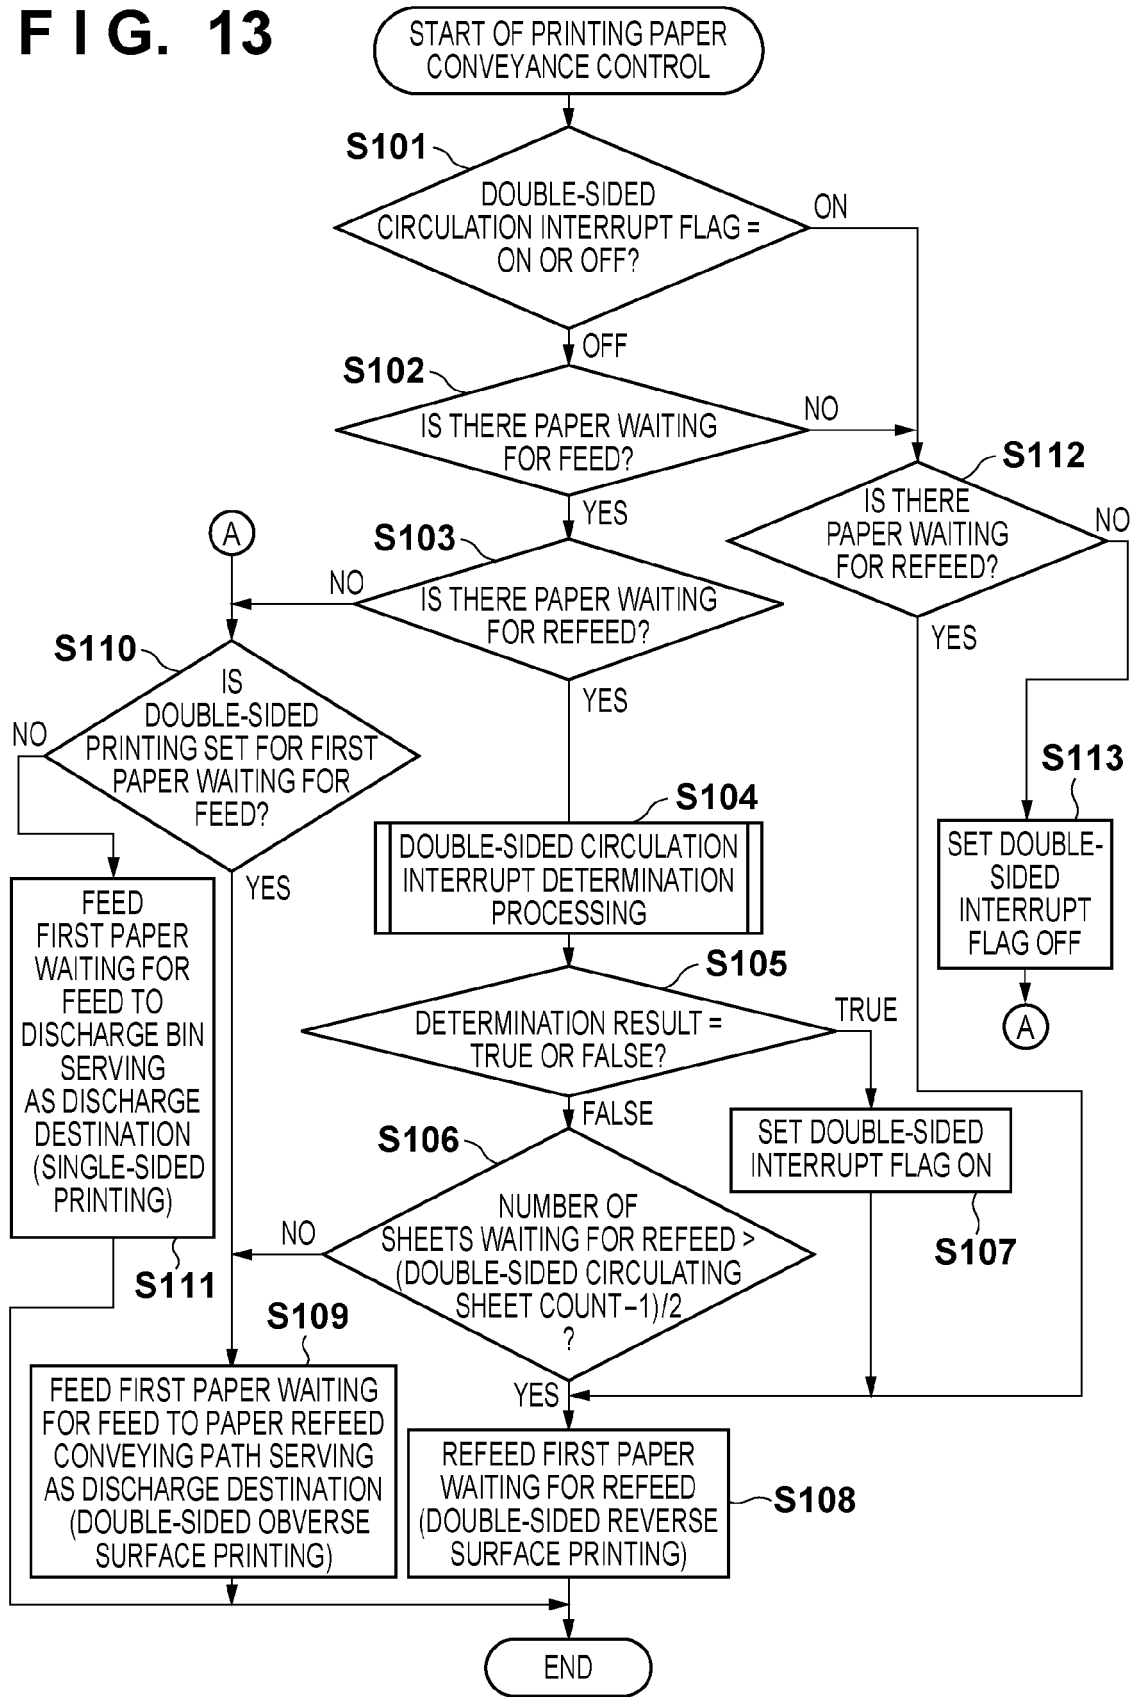 FIG. 13
START OF PRINTING PAPER
CONVEYANCE CONTROL
S101
DOUBLE-SIDED
CIRCULATION INTERRUPT FLAG =
ON OR OFF?
ON
OFF
S102
IS THERE PAPER WAITING
FOR FEED?
NO
YES
S112
IS THERE
PAPER WAITING
FOR REFEED?
NO
YES
A
S103
IS THERE PAPER WAITING
FOR REFEED?
NO
YES
S110
IS
DOUBLE-SIDED
PRINTING SET FOR FIRST
PAPER WAITING FOR
FEED?
NO
YES
S113
SET DOUBLE-
SIDED
INTERRUPT
FLAG OFF
A
S104
DOUBLE-SIDED CIRCULATION
INTERRUPT DETERMINATION
PROCESSING
FEED
FIRST PAPER
WAITING FOR
FEED TO
DISCHARGE BIN
SERVING
AS DISCHARGE
DESTINATION
(SINGLE-SIDED
PRINTING)
S111
S105
DETERMINATION RESULT =
TRUE OR FALSE?
TRUE
FALSE
S106
NUMBER OF
SHEETS WAITING FOR REFEED >
(DOUBLE-SIDED CIRCULATING
SHEET COUNT–1)/2
?
NO
YES
SET DOUBLE-SIDED
INTERRUPT FLAG ON
S107
S109
FEED FIRST PAPER WAITING
FOR FEED TO PAPER REFEED
CONVEYING PATH SERVING
AS DISCHARGE DESTINATION
(DOUBLE-SIDED OBVERSE
SURFACE PRINTING)
REFEED FIRST PAPER
WAITING FOR REFEED
(DOUBLE-SIDED REVERSE
SURFACE PRINTING)
S108
END